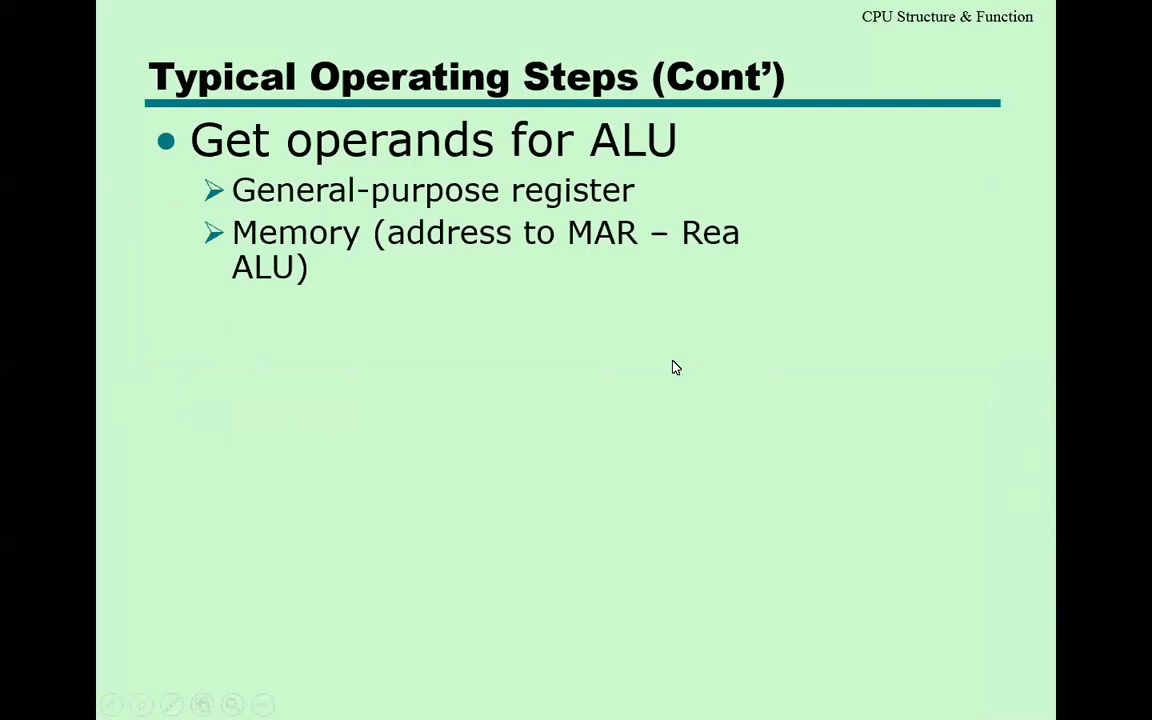 CPU Structure & Function
Typical Operating Steps (Cont’)
Get operands for ALU
General-purpose register
Memory (address to MAR – Rea
ALU)